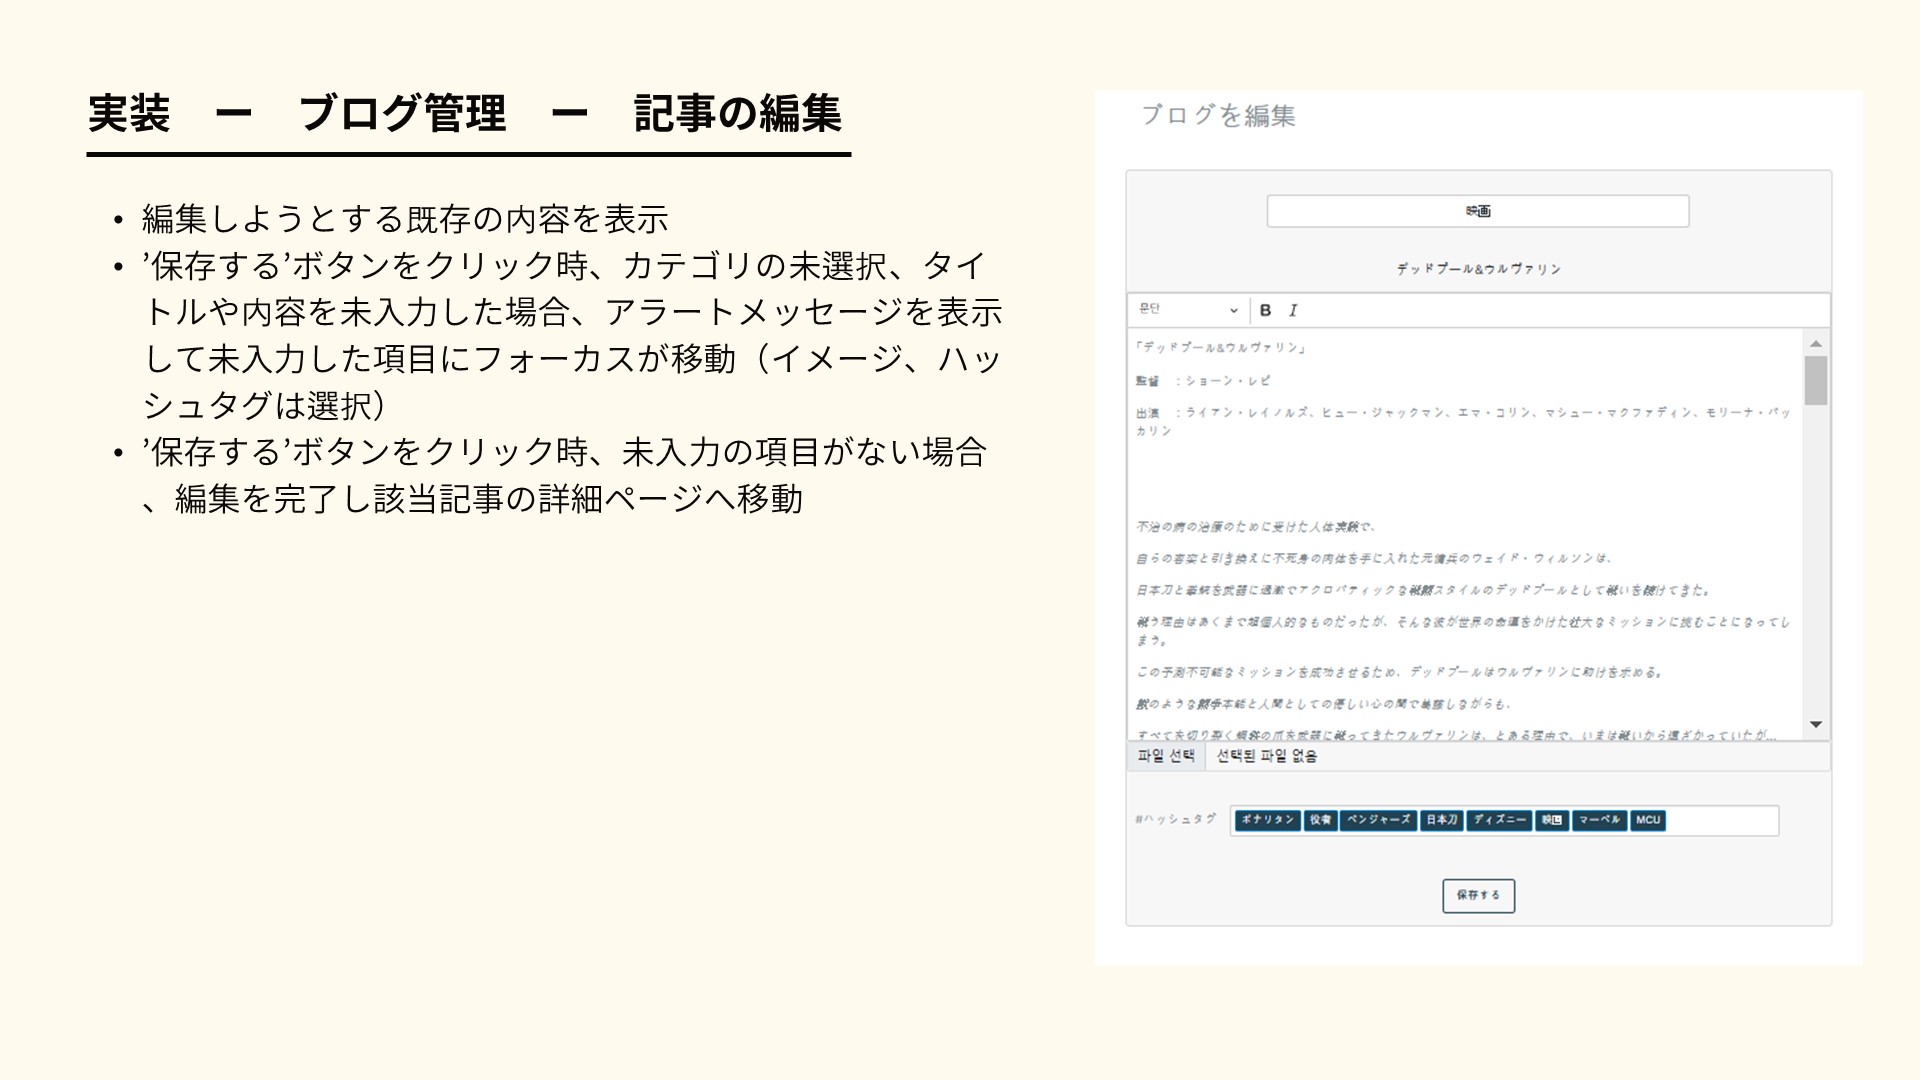 実装　ー　ブログ管理　ー　記事の編集
• 編集しようとする既存の内容を表示
• ’保存する’ボタンをクリック時、カテゴリの未選択、タイ
トルや内容を未入力した場合、アラートメッセージを表示
して未入力した項目にフォーカスが移動（イメージ、ハッ
シュタグは選択）
• ’保存する’ボタンをクリック時、未入力の項目がない場合
、編集を完了し該当記事の詳細ページへ移動
ブログを編集
映画
デッドプール&ウルヴァリン
문단 B I
「デッドプール&ウルヴァリン」
監督　：ショーン・レビ
出演　：ライアン・レイノルズ、ヒュー・ジャックマン、エマ・コリン、マシュー・マクファディン、モリーナ・バッ
カリン
不治の病の治療のために受けた人体実験で、
自らの容姿と引き換えに不死身の肉体を手に入れた元傭兵のウェイド・ウィルソンは、
日本刀と拳銃を武器に過激でアクロバティックな戦闘スタイルのデッドプールとして戦いを続けてきた。
戦う理由はあくまで超個人的なものだったが、そんな彼が世界の命運をかけた壮大なミッションに挑むことになってし
まう。
この予測不可能なミッションを成功させるため、デッドプールはウルヴァリンに助けを求める。
獣のような闘争本能と人間としての優しい心の間で葛藤しながらも、
すべてを切り裂く鋼鉄の爪を武器に戦ってきたウルヴァリンは、とある理由で、いまは戦いから遠ざかっていたが...
파일 선택 선택된 파일 없음
#ハッシュタグ ポナリタン 役者 ベンジャーズ 日本刀 ディズニー 映画 マーベル MCU
保存する